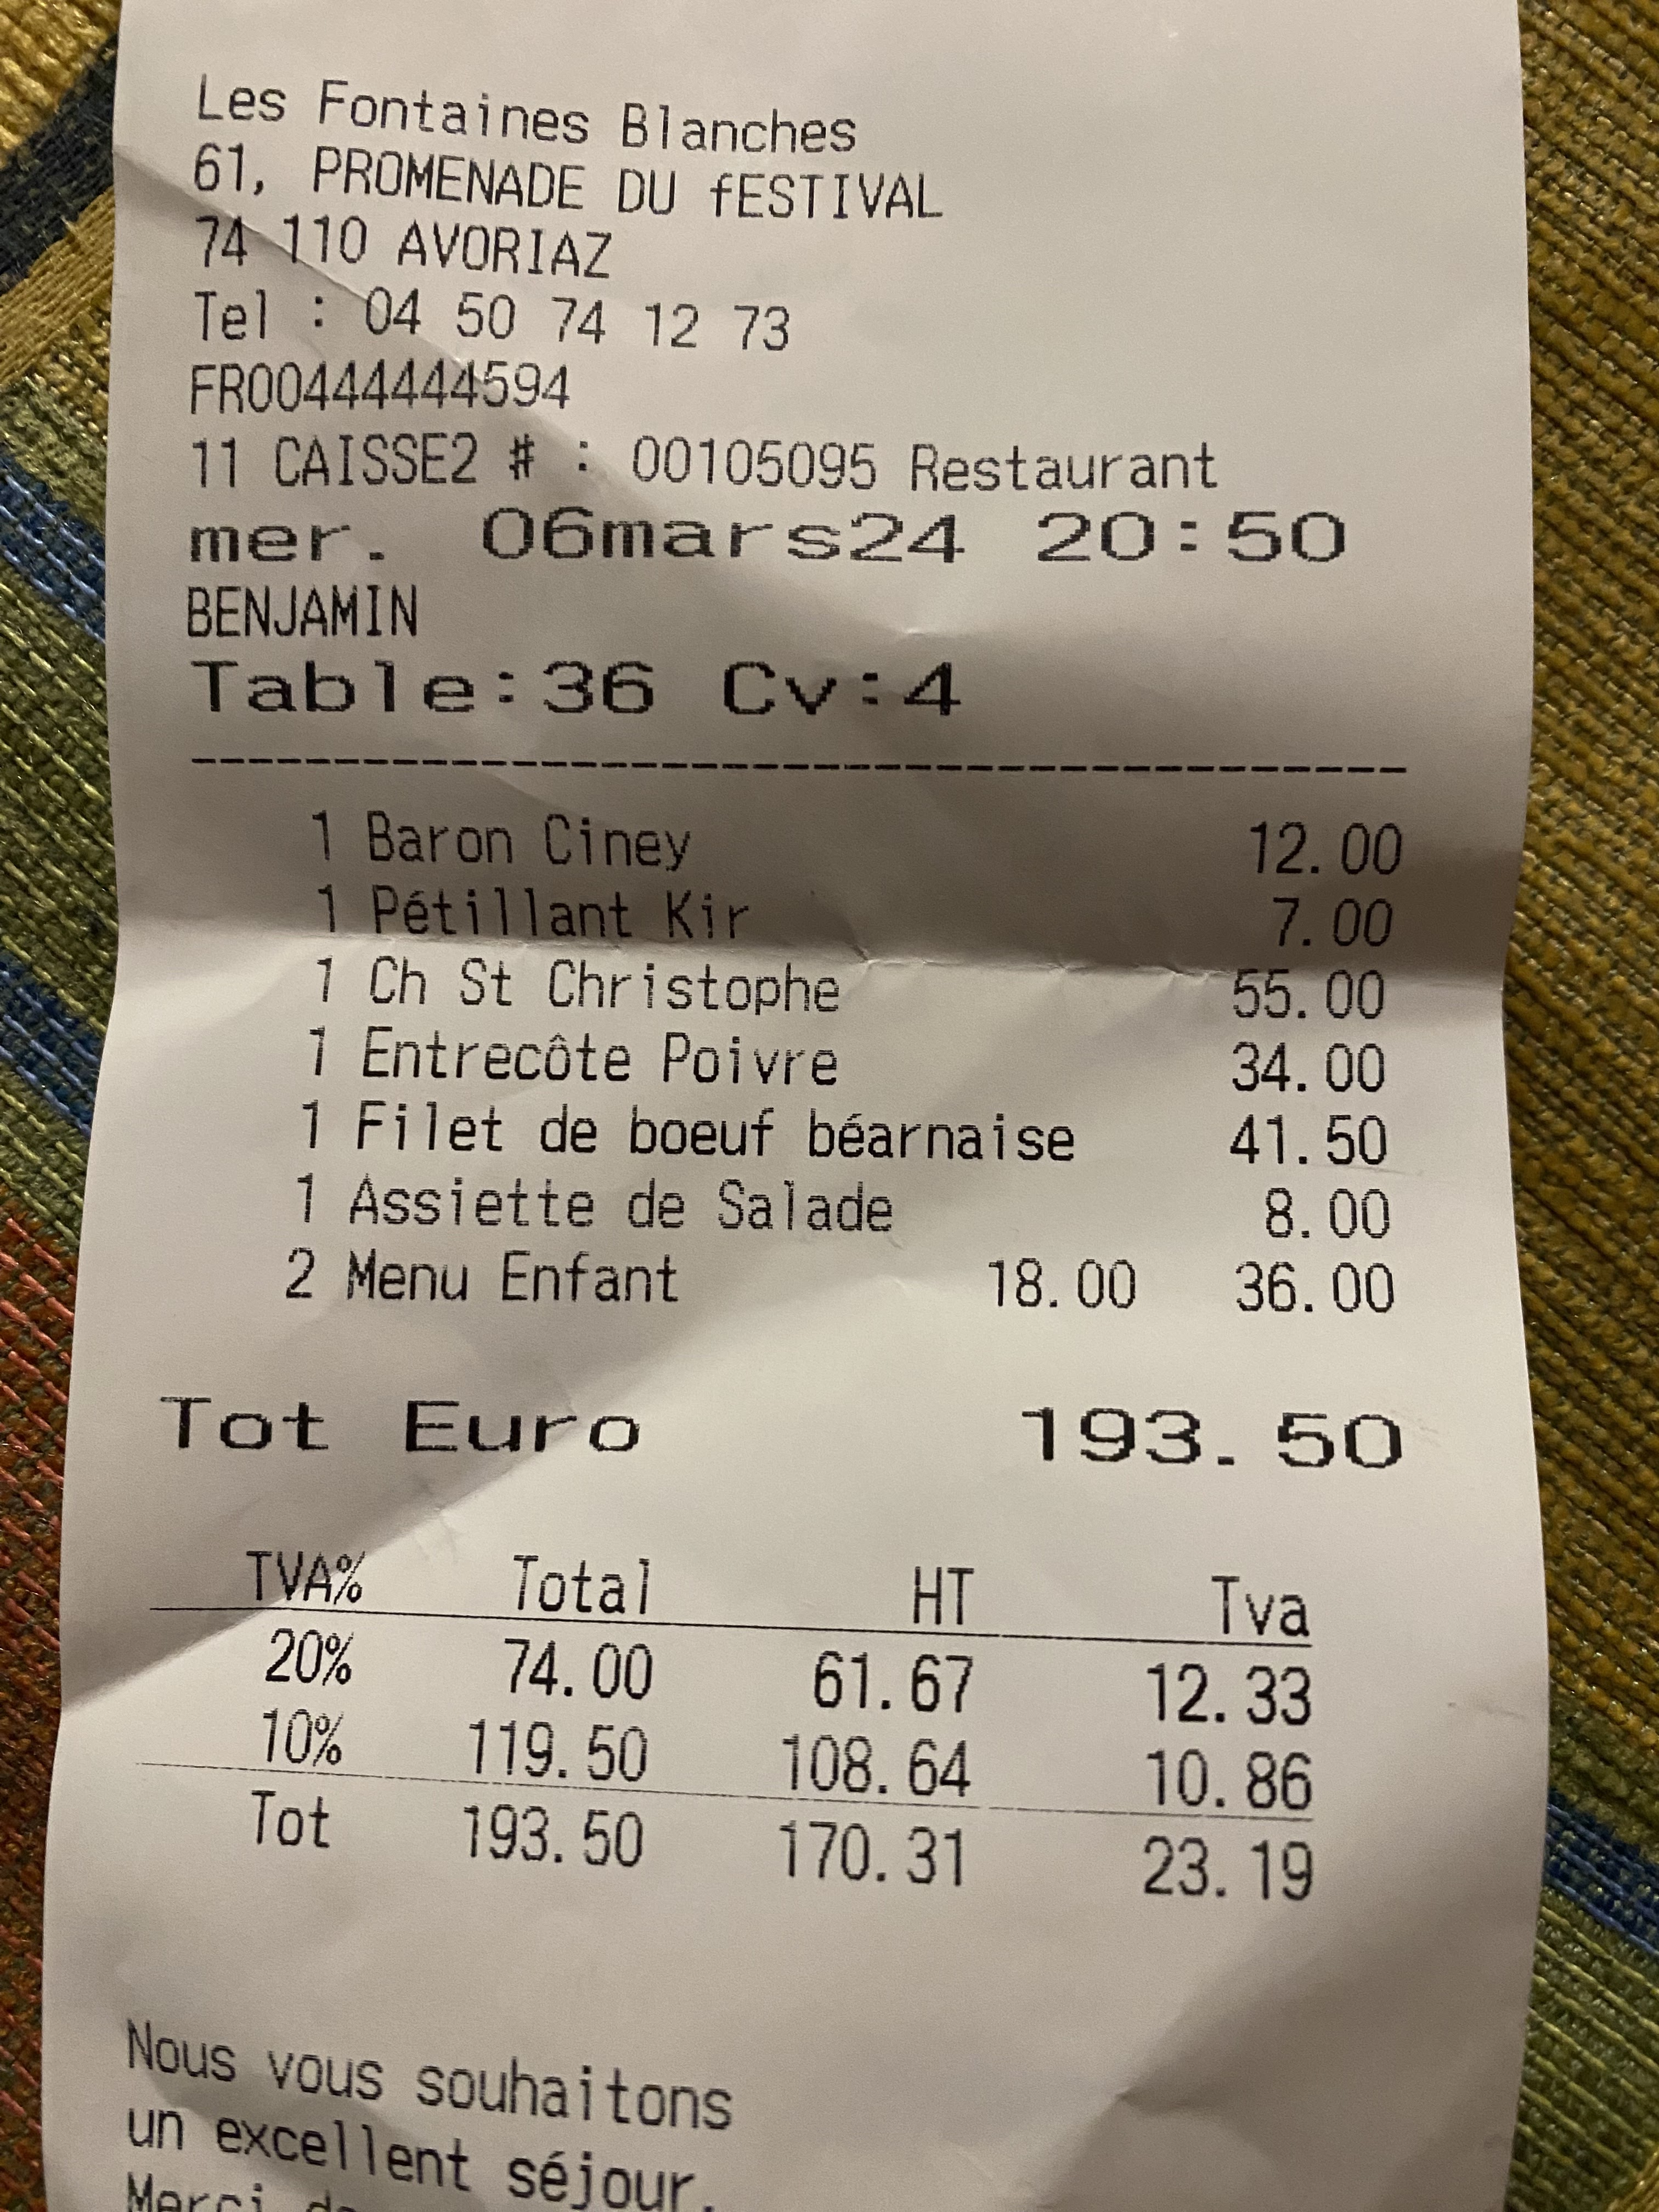 Les Fontaines Blanches
61, PROMENADE DU fESTIVAL
74 110 AVORIAZ
Tel : 04 50 74 12 73
FR00444444594
11 CAISSE2 # : 00105095 Restaurant
mer. 06mars24 20:50
BENJAMIN
Table:36 Cv:4
1 Baron Ciney 12.00
1 Pétillant Kir 7.00
1 Ch St Christophe 55.00
1 Entrecôte Poivre 34.00
1 Filet de boeuf béarnaise 41.50
1 Assiette de Salade 8.00
2 Menu Enfant 18.00 36.00
Tot Euro 193.50
TVA% Total HT Tva
20% 74.00 61.67 12.33
10% 119.50 108.64 10.86
Tot 193.50 170.31 23.19
Nous vous souhaitons
un excellent séjour.
Merci de